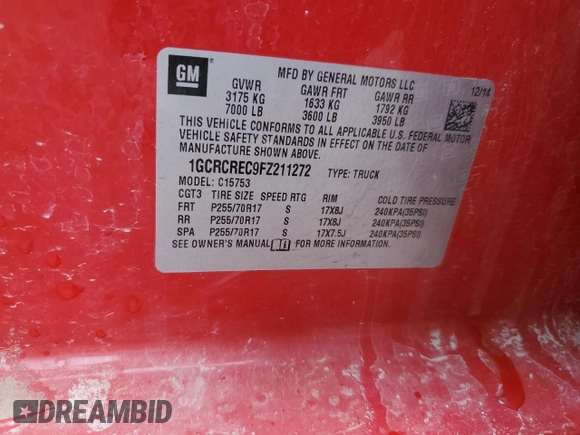 GM
MFD BY GENERAL MOTORS LLC
12/14
GVWR GAWR FRT GAWR RR
3175 KG 1633 KG 1792 KG
7000 LB 3600 LB 3950 LB
THIS VEHICLE CONFORMS TO ALL APPLICABLE U.S. FEDERAL MOTOR
VEHICLE SAFETY STANDARDS IN EFFECT ON THE DATE OF
MANUFACTURE SHOWN ABOVE.
1GCRCREC9FZ211272 TYPE: TRUCK
MODEL: C15753
CGT3 TIRE SIZE SPEED RTG RIM COLD TIRE PRESSURE
FRT P255/70R17 S 17X8J 240KPA(35PSI)
RR P255/70R17 S 17X8J 240KPA(35PSI)
SPA P255/70R17 S 17X7.5J 240KPA(35PSI)
SEE OWNER'S MANUAL FOR MORE INFORMATION.
DREAMBID